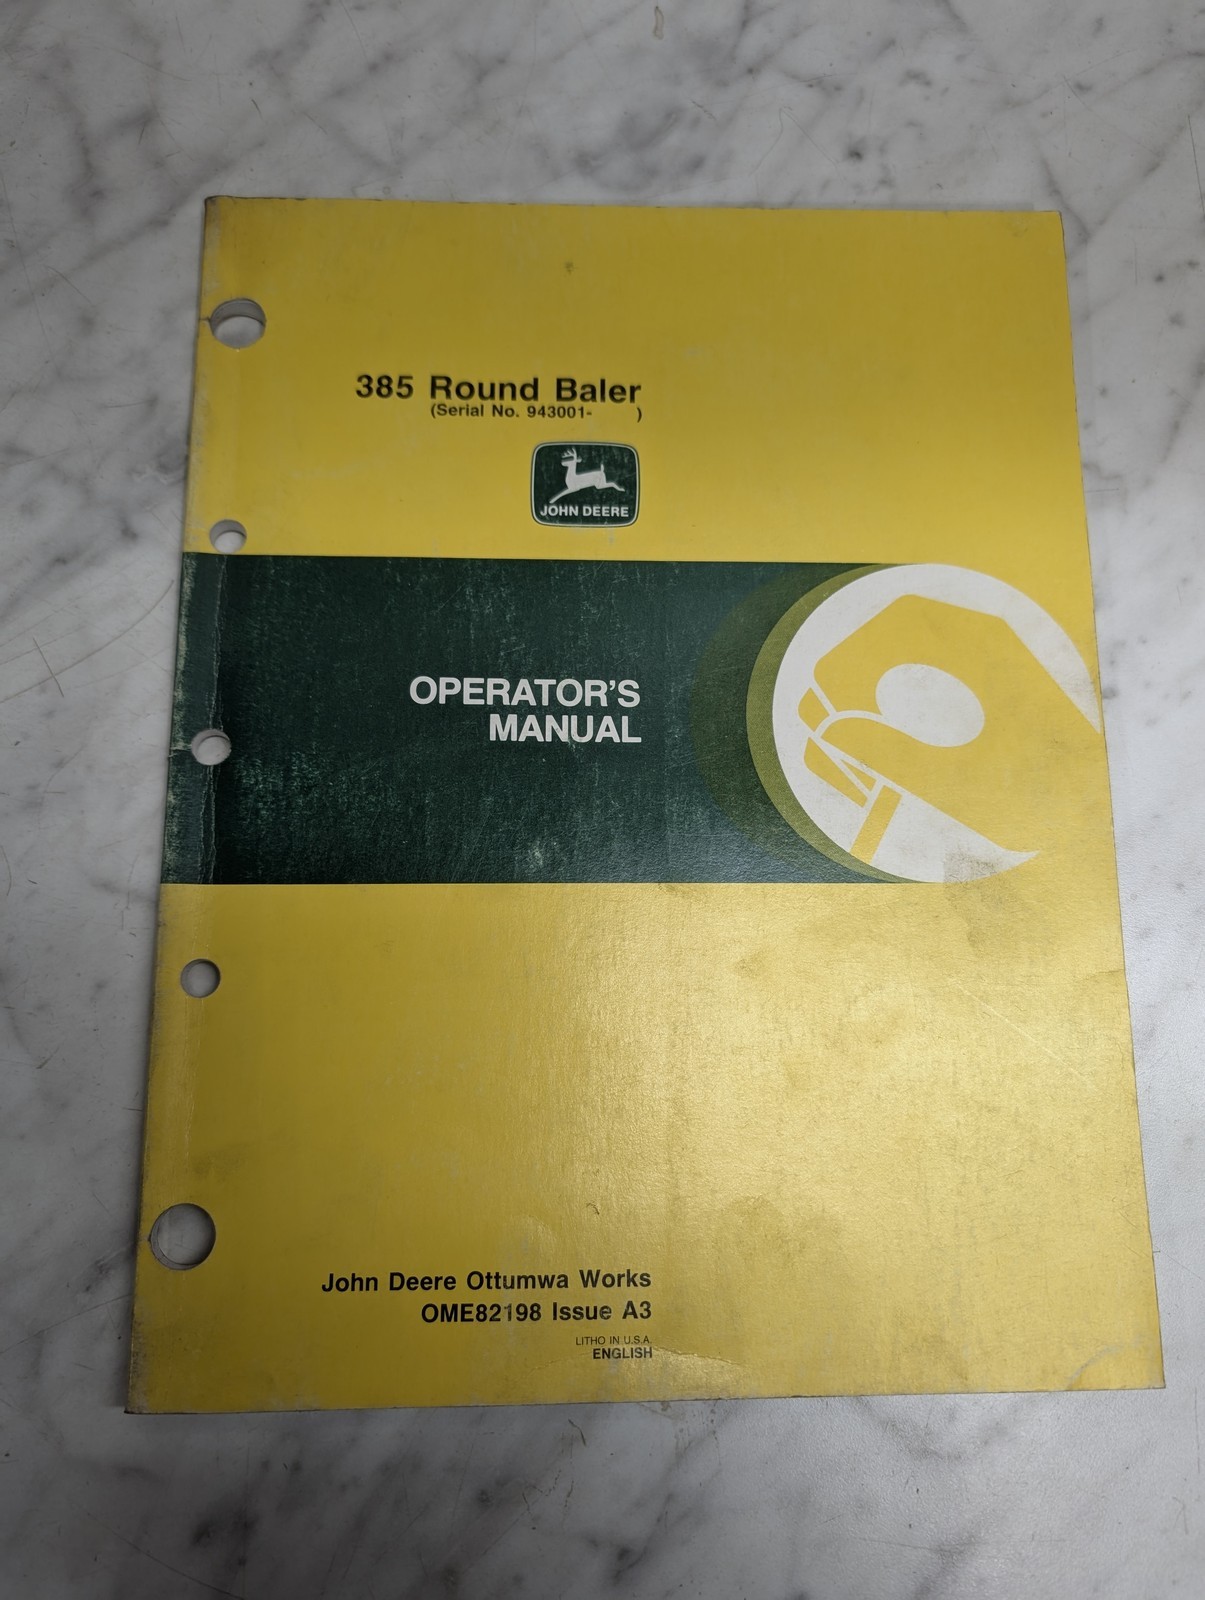 385 Round Baler
(Serial No. 943001-        )
JOHN DEERE
OPERATOR'S
MANUAL
John Deere Ottumwa Works
OME82198 Issue A3
LITHO IN U.S.A.
ENGLISH